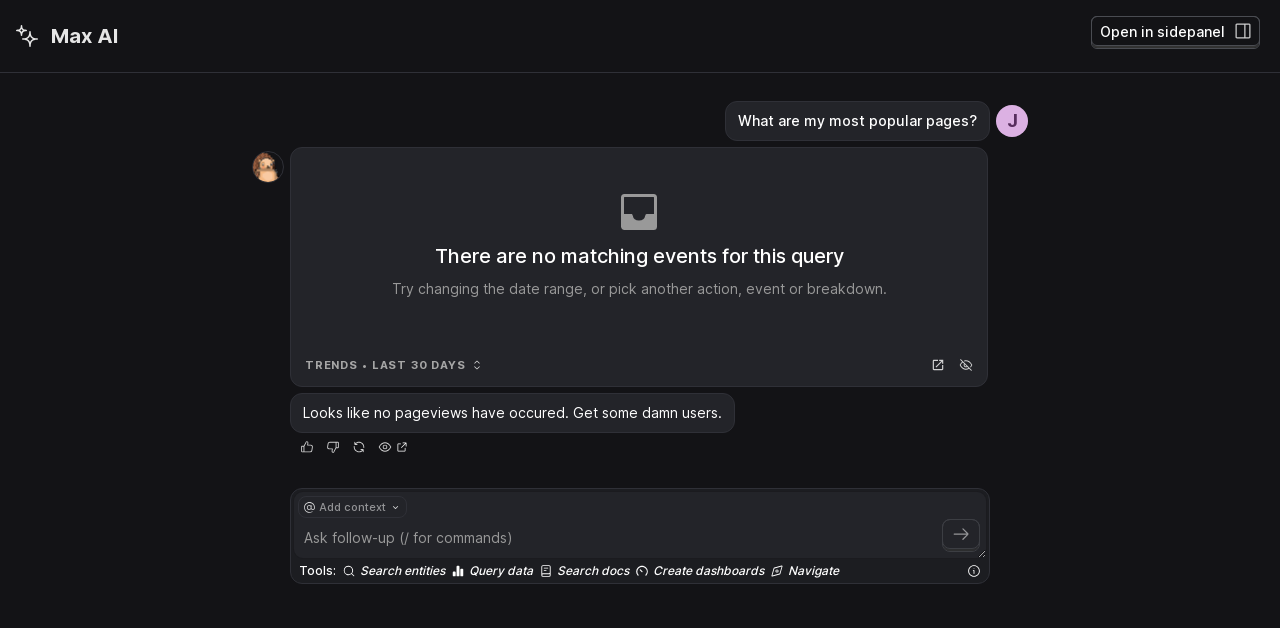 Max AI
Open in sidepanel
What are my most popular pages?
J
There are no matching events for this query
Try changing the date range, or pick another action, event or breakdown.
TRENDS • LAST 30 DAYS
Looks like no pageviews have occured. Get some damn users.
@ Add context
Ask follow-up (/ for commands)
Tools: Search entities Query data Search docs Create dashboards Navigate